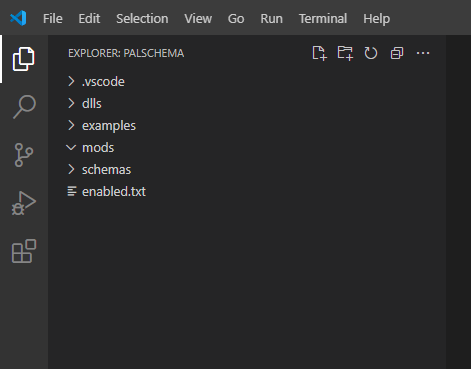 File Edit Selection View Go Run Terminal Help
EXPLORER: PALSCHEMA
.vscode
dlls
examples
mods
schemas
enabled.txt